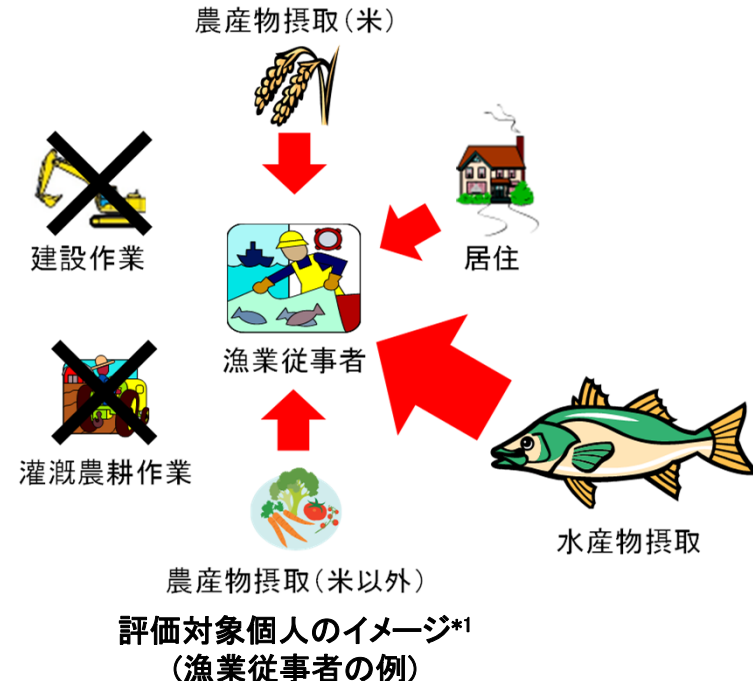 農産物摂取(米)
建設作業
居住
漁業従事者
灌漑農耕作業
水産物摂取
農産物摂取(米以外)
評価対象個人のイメージ*1
(漁業従事者の例)